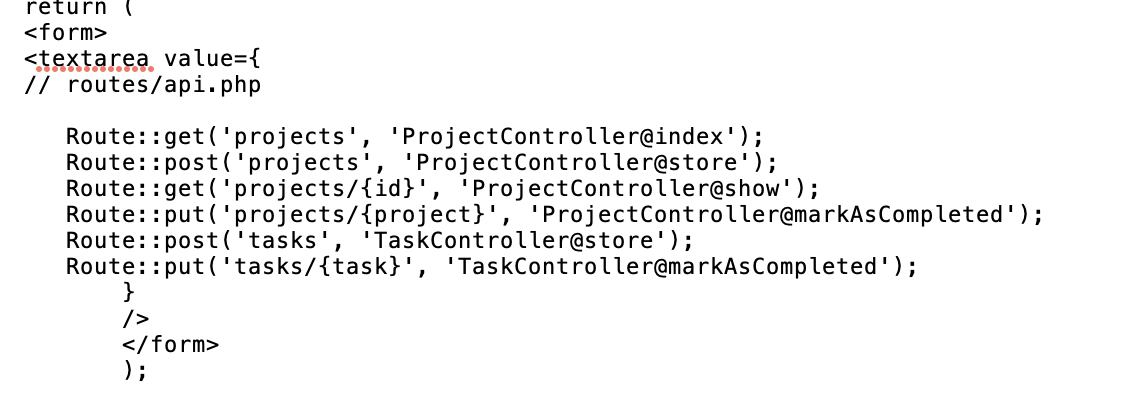 return (
<form>
<textarea value={
// routes/api.php

Route::get('projects', 'ProjectController@index');
Route::post('projects', 'ProjectController@store');
Route::get('projects/{id}', 'ProjectController@show');
Route::put('projects/{project}', 'ProjectController@markAsCompleted');
Route::post('tasks', 'TaskController@store');
Route::put('tasks/{task}', 'TaskController@markAsCompleted');
}
/>
</form>
);